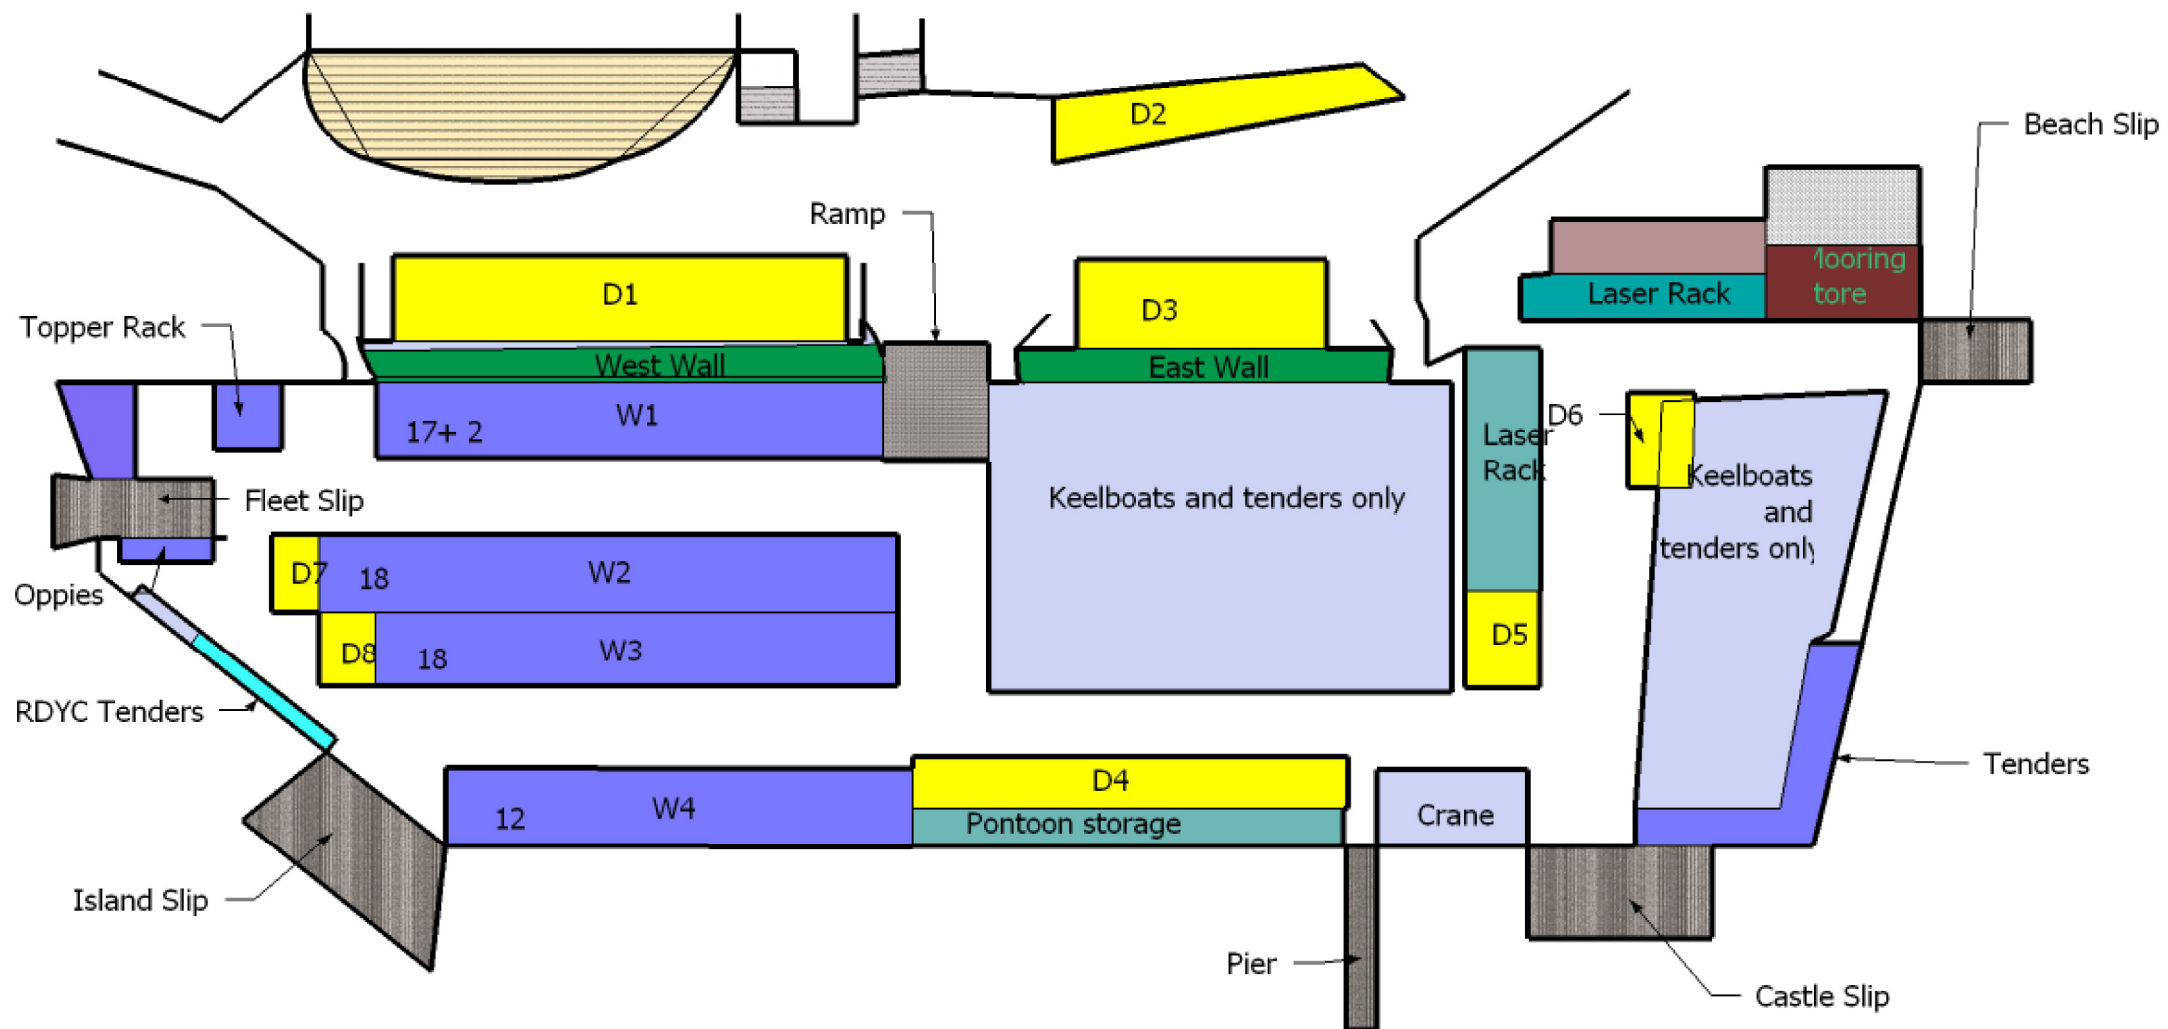 D2
Beach Slip
Ramp
D1
D3
Laser Rack
Topper Rack
West Wall
East Wall
W1
17+ 2
D6
Laser
Rack
Keelboats
and
tenders only
Fleet Slip
Keelboats and tenders only
D7
18
W2
Oppies
D8
18
W3
D5
RDYC Tenders
Tenders
D4
W4
12
Pontoon storage
Crane
Island Slip
Pier
Castle Slip